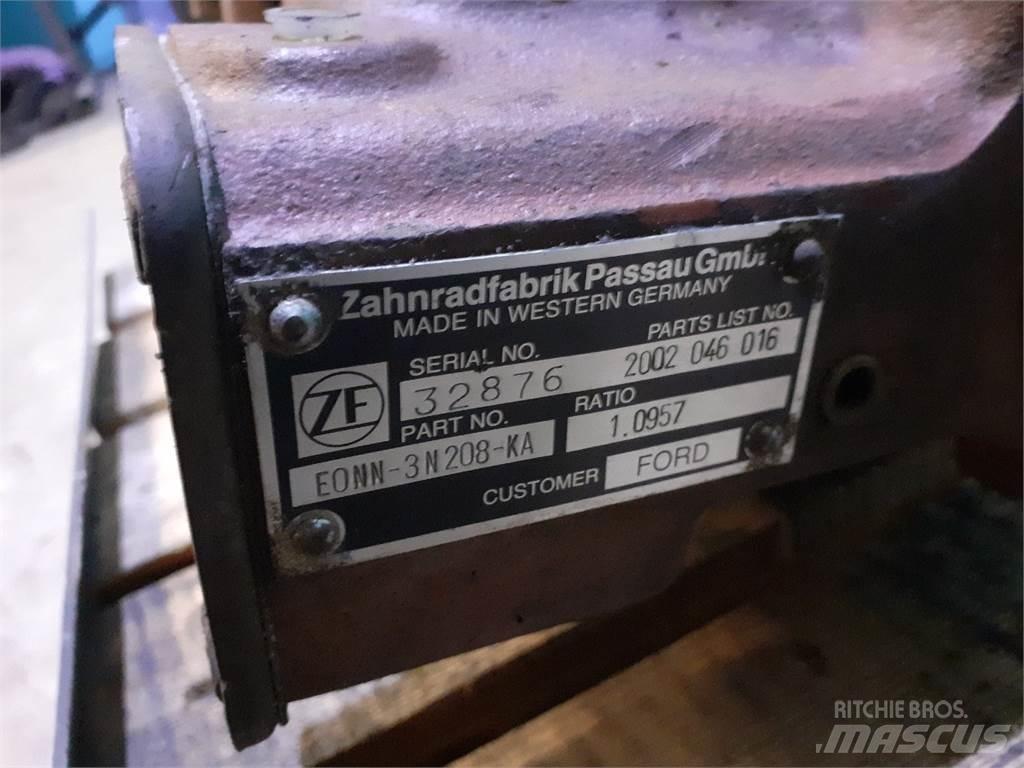 Zahnradfabrik Passau GmbH
MADE IN WESTERN GERMANY
SERIAL NO.
PARTS LIST NO.
32876
2002 046 016
ZF
PART NO.
RATIO
EONN-3N208-KA
1.0957
CUSTOMER
FORD
RITCHIE BROS.
MASCUS